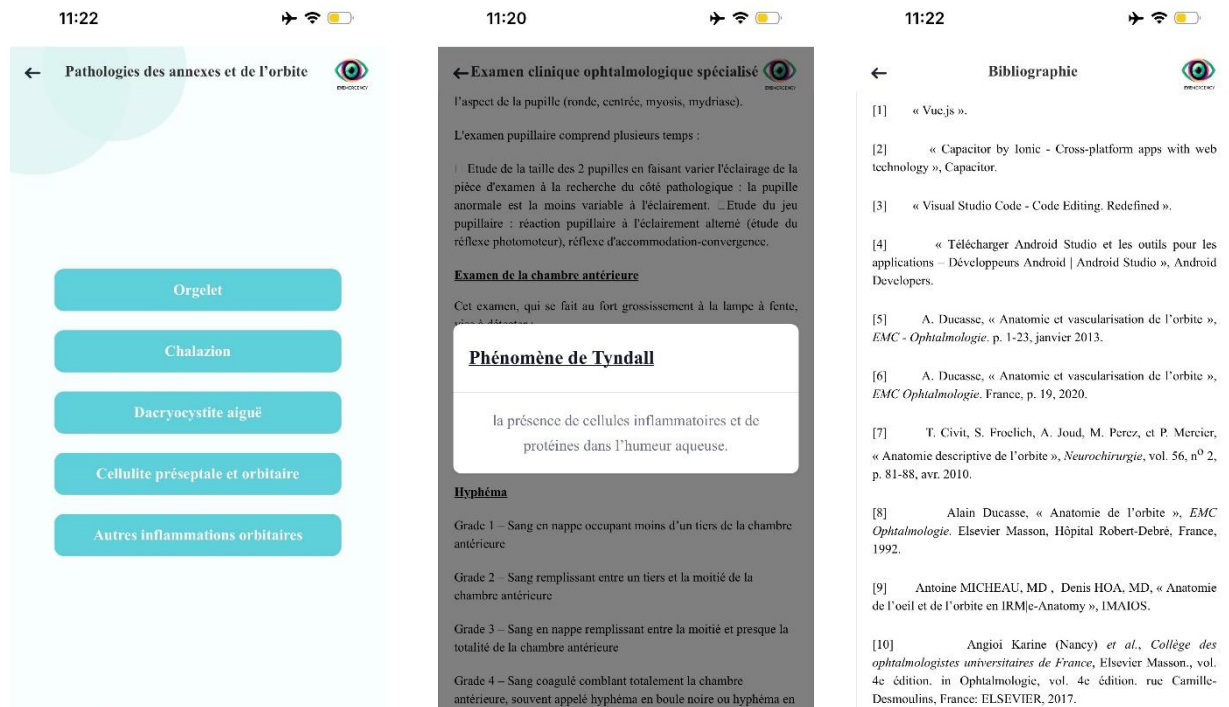 11:22
Pathologies des annexes et de l’orbite
EYEMERGENCY
Orgelet
Chalazion
Dacryocystite aiguë
Cellulite préseptale et orbitaire
Autres inflammations orbitaires
11:20
Examen clinique ophtalmologique spécialisé
EYEMERGENCY
l’aspect de la pupille (ronde, centrée, myosis, mydriase).
L'examen pupillaire comprend plusieurs temps :
Etude de la taille des 2 pupilles en faisant varier l'éclairage de la
pièce d'examen à la recherche du côté pathologique : la pupille
anormale est la moins variable à l'éclairement. Etude du jeu
pupillaire : réaction pupillaire à l'éclairement alterné (étude du
réflexe photomoteur), réflexe d'accommodation-convergence.
Examen de la chambre antérieure
Cet examen, qui se fait au fort grossissement à la lampe à fente,
Phénomène de Tyndall
la présence de cellules inflammatoires et de
protéines dans l’humeur aqueuse.
Hyphéma
Grade 1 – Sang en nappe occupant moins d’un tiers de la chambre
antérieure
Grade 2 – Sang remplissant entre un tiers et la moitié de la
chambre antérieure
Grade 3 – Sang en nappe remplissant entre la moitié et presque la
totalité de la chambre antérieure
Grade 4 – Sang coagulé comblant totalement la chambre
antérieure, souvent appelé hyphéma en boule noire ou hyphéma en
11:22
Bibliographie
EYEMERGENCY
[1] « Vue.js ».
[2] « Capacitor by Ionic - Cross-platform apps with web
technology », Capacitor.
[3] « Visual Studio Code - Code Editing. Redefined ».
[4] « Télécharger Android Studio et les outils pour les
applications – Développeurs Android | Android Studio », Android
Developers.
[5] A. Ducasse, « Anatomie et vascularisation de l’orbite »,
EMC - Ophtalmologie. p. 1-23, janvier 2013.
[6] A. Ducasse, « Anatomie et vascularisation de l’orbite »,
EMC Ophtalmologie. France, p. 19, 2020.
[7] T. Civit, S. Froelich, A. Joud, M. Perez, et P. Mercier,
« Anatomie descriptive de l’orbite », Neurochirurgie, vol. 56, nᵒ 2,
p. 81-88, avr. 2010.
[8] Alain Ducasse, « Anatomie de l’orbite », EMC
Ophtalmologie. Elsevier Masson, Hôpital Robert-Debré, France,
1992.
[9] Antoine MICHEAU, MD , Denis HOA, MD, « Anatomie
de l’oeil et de l’orbite en IRM|e-Anatomy », IMAIOS.
[10] Angioi Karine (Nancy) et al., Collège des
ophtalmologistes universitaires de France, Elsevier Masson., vol.
4e édition. in Ophtalmologie, vol. 4e édition. rue Camille-
Desmoulins, France: ELSEVIER, 2017.